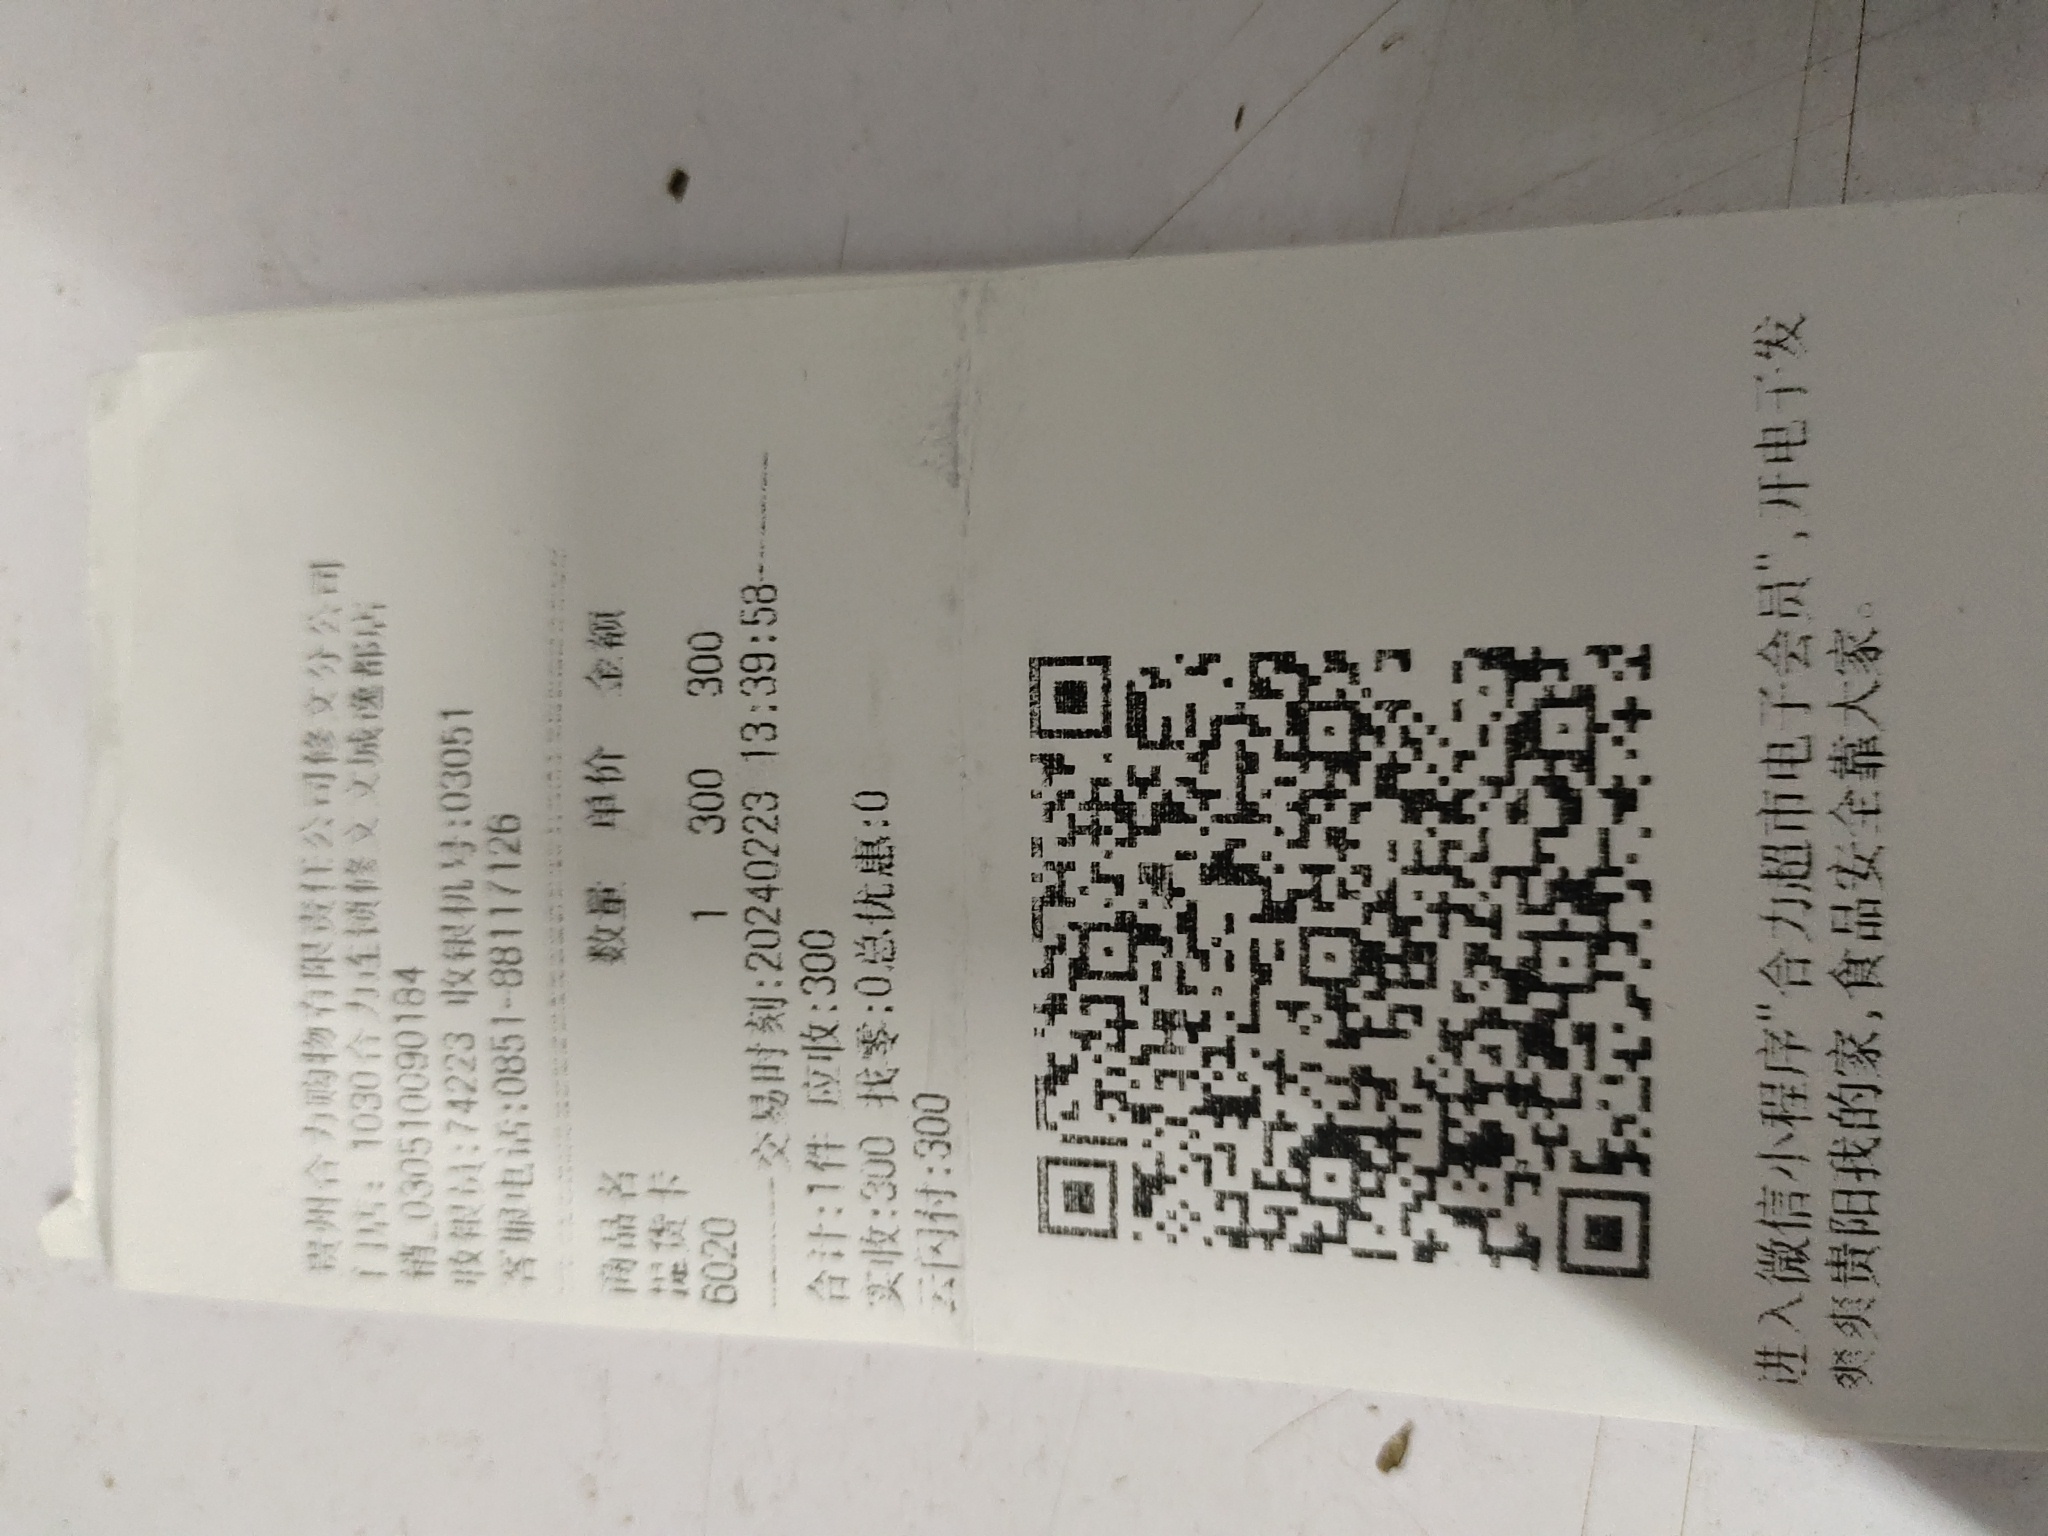 贵州合力购物有限责任公司修文分公司
门店: 1030合力连锁修文文城逸都店
销_030510090184
收银员:74223 收银机号:03051
客服电话:0851-88117126
商品名 数量 单价 金额
提货卡
6020 1 300 300
交易时刻:20240223 13:39:58
合计:1件 应收:300
实收:300 找零:0总优惠:0
云闪付:300
进入微信小程序"合力超市电子会员",开电子发
爽爽贵阳我的家,食品安全靠大家。